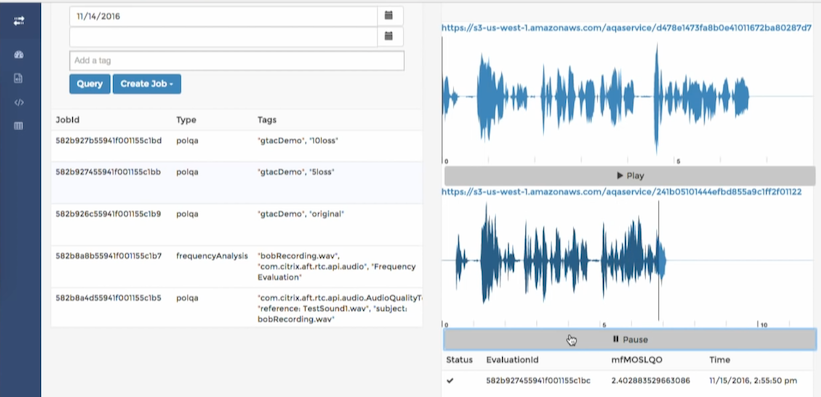 11/14/2016
Add a tag
Query
Create Job
JobId Type Tags
582b927b55941f001155c1bd polqa "gtacDemo", "10loss"
582b927455941f001155c1bb polqa "gtacDemo", "5loss"
582b926c55941f001155c1b9 polqa "gtacDemo", "original"
582b8a8b55941f001155c1b7 frequencyAnalysis "bobRecording.wav",
"com.citrix.aft.rtc.api.audio", "Frequency
Evaluation"
582b8a4d55941f001155c1b5 polqa "com.citrix.aft.rtc.api.audio.AudioQualityT
"reference: TestSound1.wav", "subject:
bobRecording.wav"
https://s3-us-west-1.amazonaws.com/aqaservice/d478e1473fa8b0e41011672ba80287d7
0 5
Play
https://s3-us-west-1.amazonaws.com/aqaservice/241b05101444efbd855a9c1ff2f01122
0 5 10
Pause
Status EvaluationId mfMOSLQO Time
582b927455941f001155c1bc 2.402883529663086 11/15/2016, 2:55:50 pm